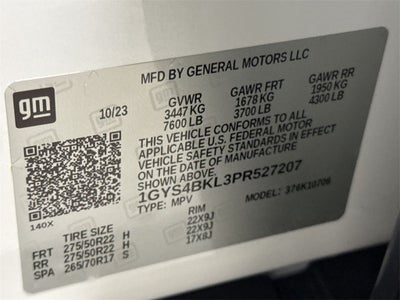 gm
MFD BY GENERAL MOTORS LLC
10/23 GVWR GAWR FRT GAWR RR
3447 KG 1678 KG 1950 KG
7600 LB 3700 LB 4300 LB
THIS VEHICLE CONFORMS TO ALL
APPLICABLE U.S. FEDERAL MOTOR
VEHICLE SAFETY STANDARDS IN EFFECT
ON THE DATE OF MANUFACTURE
SHOWN ABOVE.
1GYS4BKL3PR527207
140X TYPE: MPV MODEL: 376K10706
TIRE SIZE RIM
FRT 275/50R22 H 22X9J
RR 275/50R22 H 22X9J
SPA 265/70R17 S 17X8J